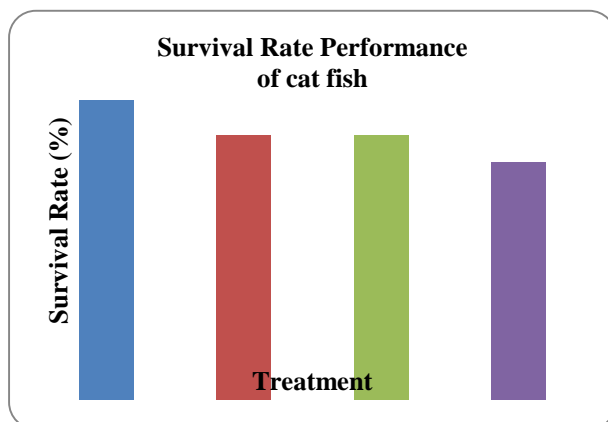 Survival Rate Performance
of cat fish
Survival Rate (%)
Treatment